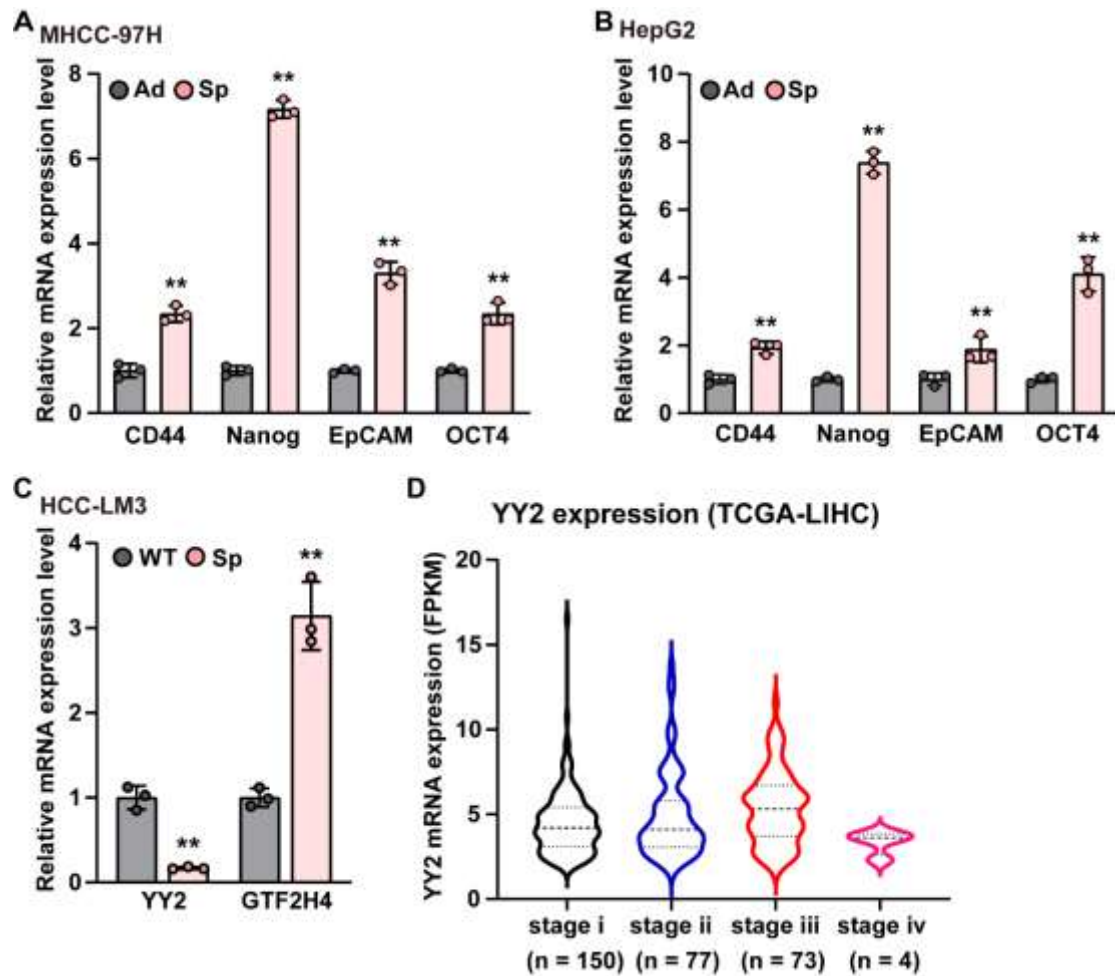 A MHCC-97H
Relative mRNA expression level
Ad Sp
8
6
4
2
0
** ** ** **
CD44 Nanog EpCAM OCT4
B HepG2
Relative mRNA expression level
Ad Sp
10
8
6
4
2
0
** ** ** **
CD44 Nanog EpCAM OCT4
C HCC-LM3
Relative mRNA expression level
WT Sp
4
3
2
1
0
** **
YY2 GTF2H4
D YY2 expression (TCGA-LIHC)
YY2 mRNA expression (FPKM)
20
15
10
5
0
stage i stage ii stage iii stage iv
(n = 150) (n = 77) (n = 73) (n = 4)